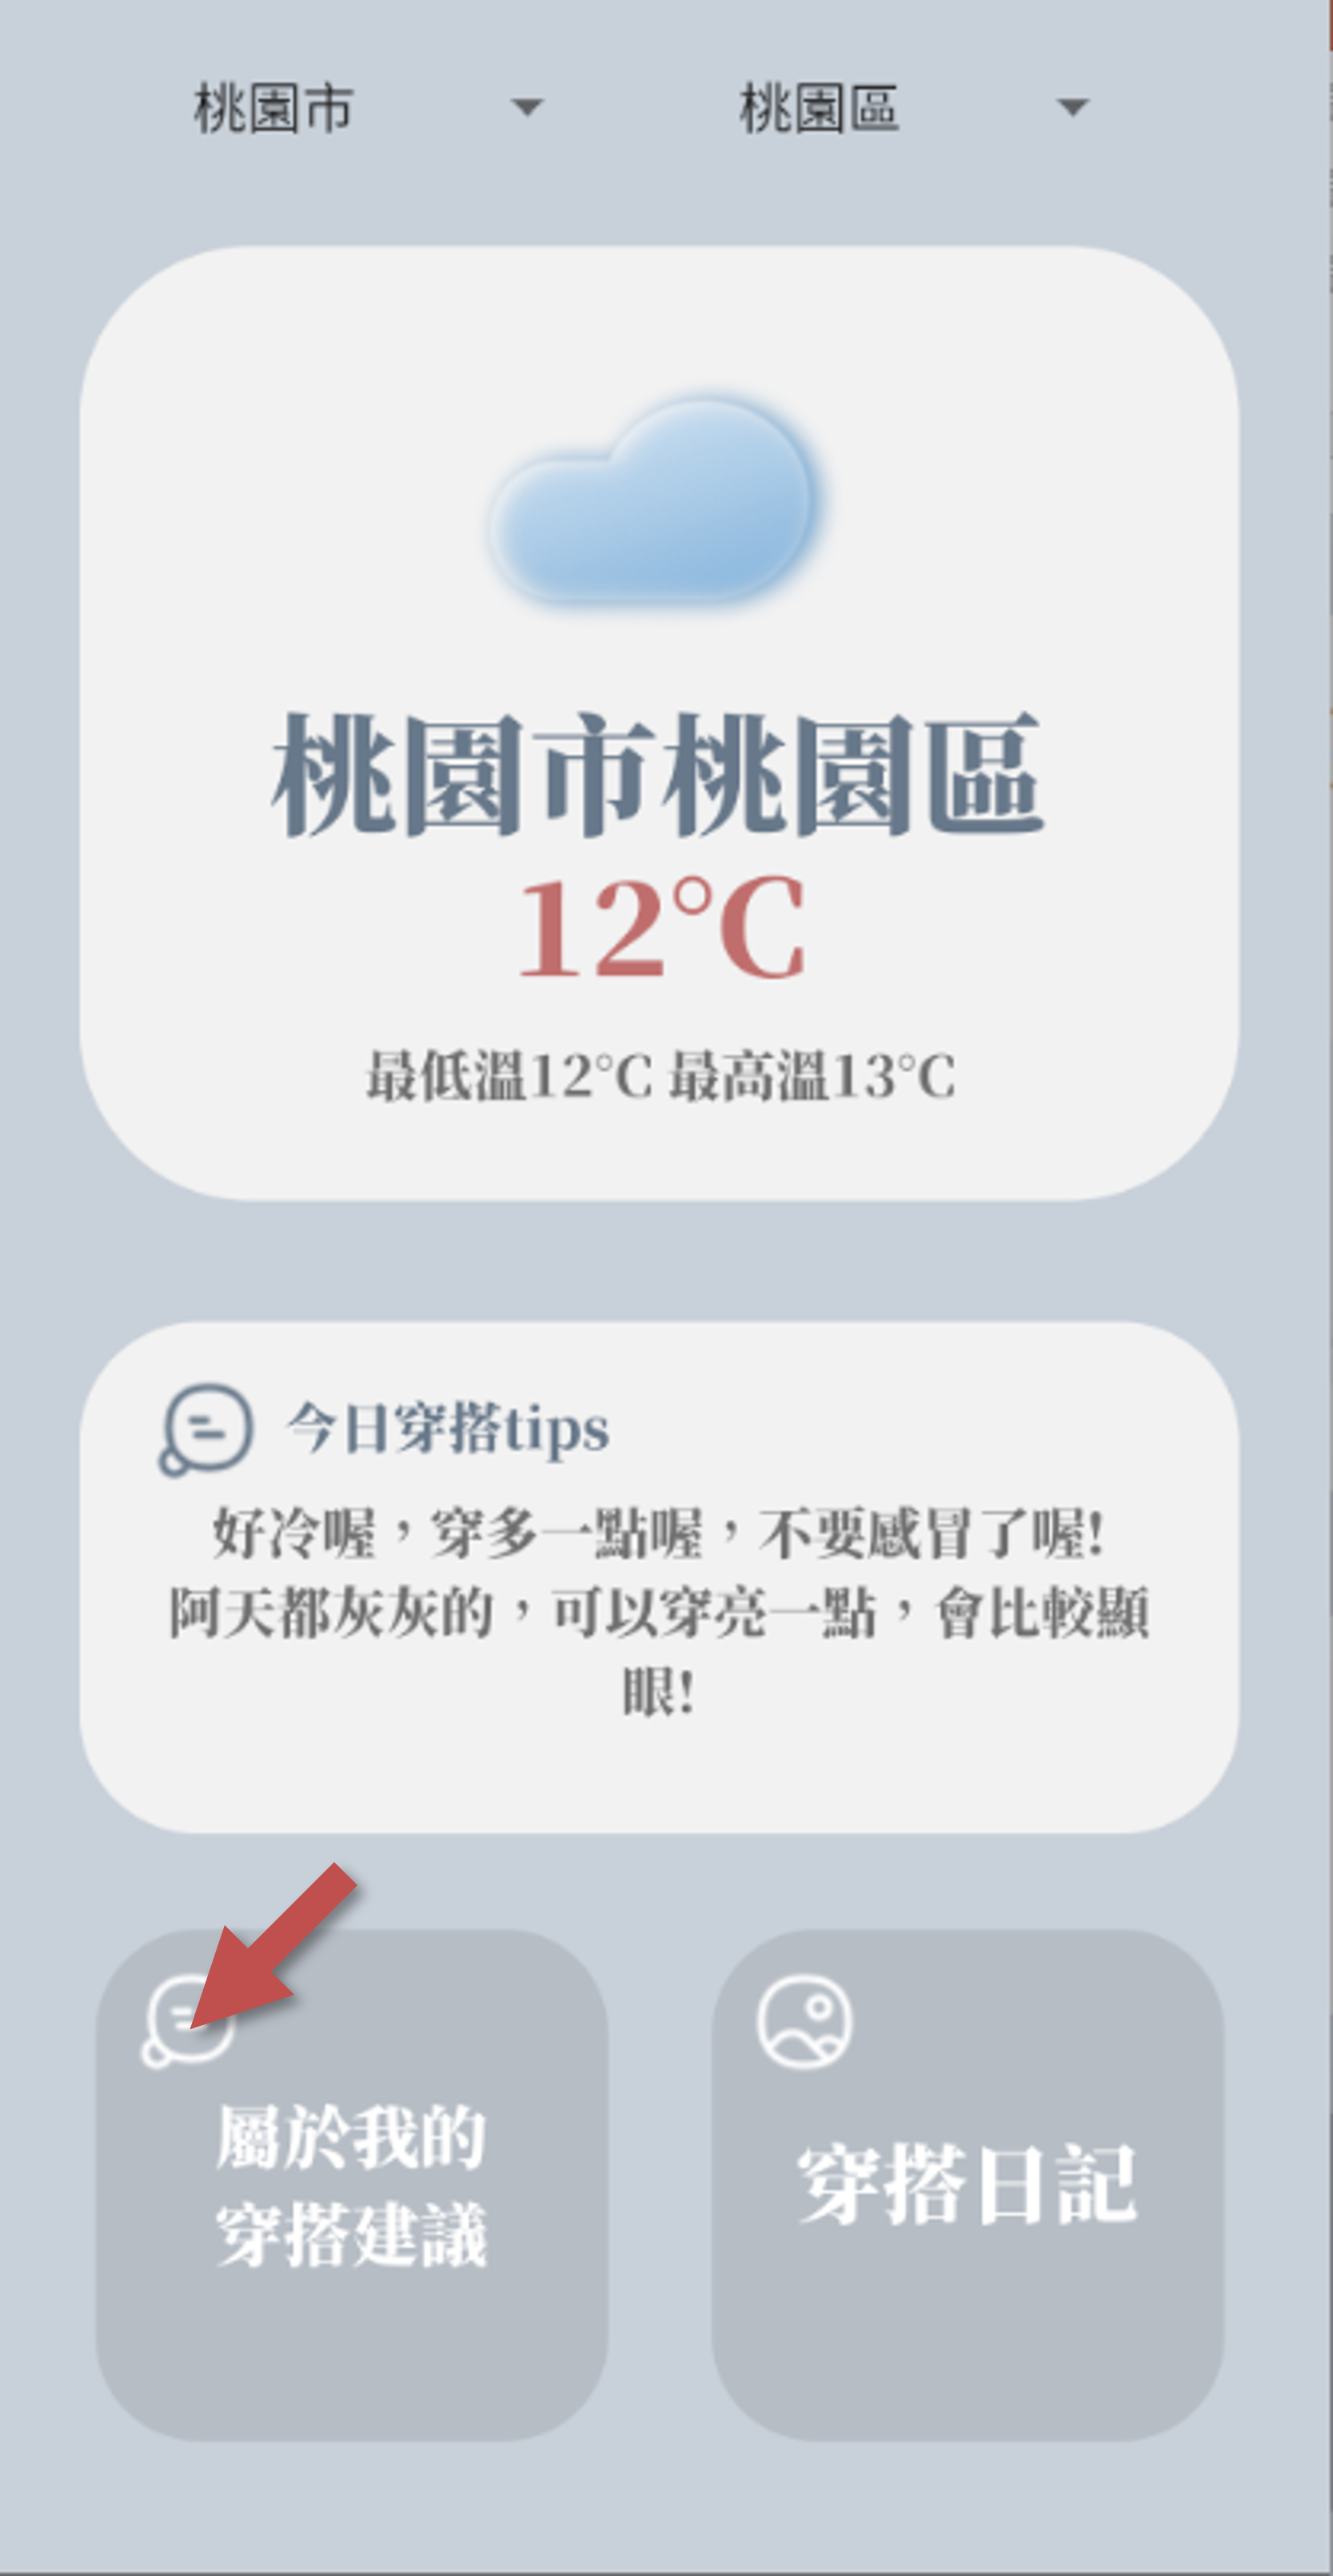 桃園市 桃園區
桃園市桃園區
12°C
最低溫12°C 最高溫13°C
今日穿搭tips
好冷喔，穿多一點喔，不要感冒了喔!
阿天都灰灰的，可以穿亮一點，會比較顯
眼!
屬於我的
穿搭建議
穿搭日記